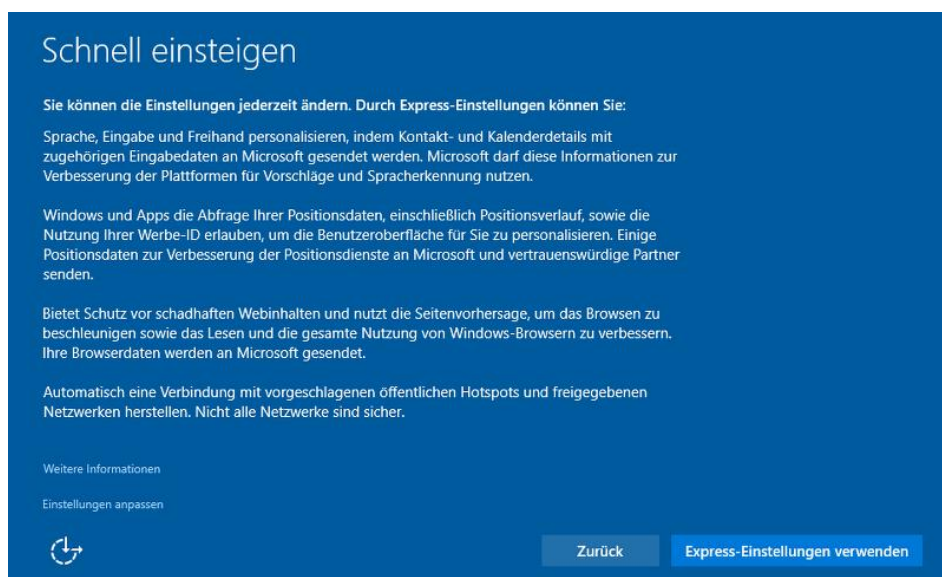 Schnell einsteigen
Sie können die Einstellungen jederzeit ändern. Durch Express-Einstellungen können Sie:
Sprache, Eingabe und Freihand personalisieren, indem Kontakt- und Kalenderdetails mit
zugehörigen Eingabedaten an Microsoft gesendet werden. Microsoft darf diese Informationen zur
Verbesserung der Plattformen für Vorschläge und Spracherkennung nutzen.
Windows und Apps die Abfrage Ihrer Positionsdaten, einschließlich Positionsverlauf, sowie die
Nutzung Ihrer Werbe-ID erlauben, um die Benutzeroberfläche für Sie zu personalisieren. Einige
Positionsdaten zur Verbesserung der Positionsdienste an Microsoft und vertrauenswürdige Partner
senden.
Bietet Schutz vor schadhaften Webinhalten und nutzt die Seitenvorhersage, um das Browsen zu
beschleunigen sowie das Lesen und die gesamte Nutzung von Windows-Browsern zu verbessern.
Ihre Browserdaten werden an Microsoft gesendet.
Automatisch eine Verbindung mit vorgeschlagenen öffentlichen Hotspots und freigegebenen
Netzwerken herstellen. Nicht alle Netzwerke sind sicher.
Weitere Informationen
Einstellungen anpassen
Zurück
Express-Einstellungen verwenden